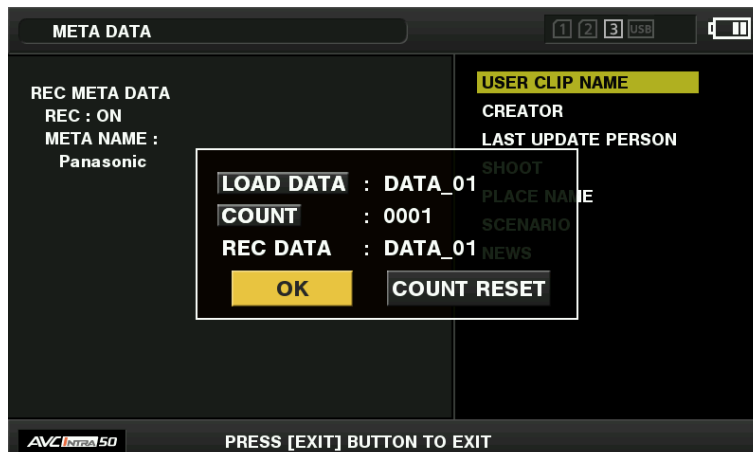 META DATA
1 2 3 USB
REC META DATA
REC : ON
META NAME :
Panasonic
USER CLIP NAME
CREATOR
LAST UPDATE PERSON
SHOOT
PLACE NAME
SCENARIO
NEWS
LOAD DATA : DATA_01
COUNT : 0001
REC DATA : DATA_01
OK COUNT RESET
AVC INTRA 50 PRESS [EXIT] BUTTON TO EXIT